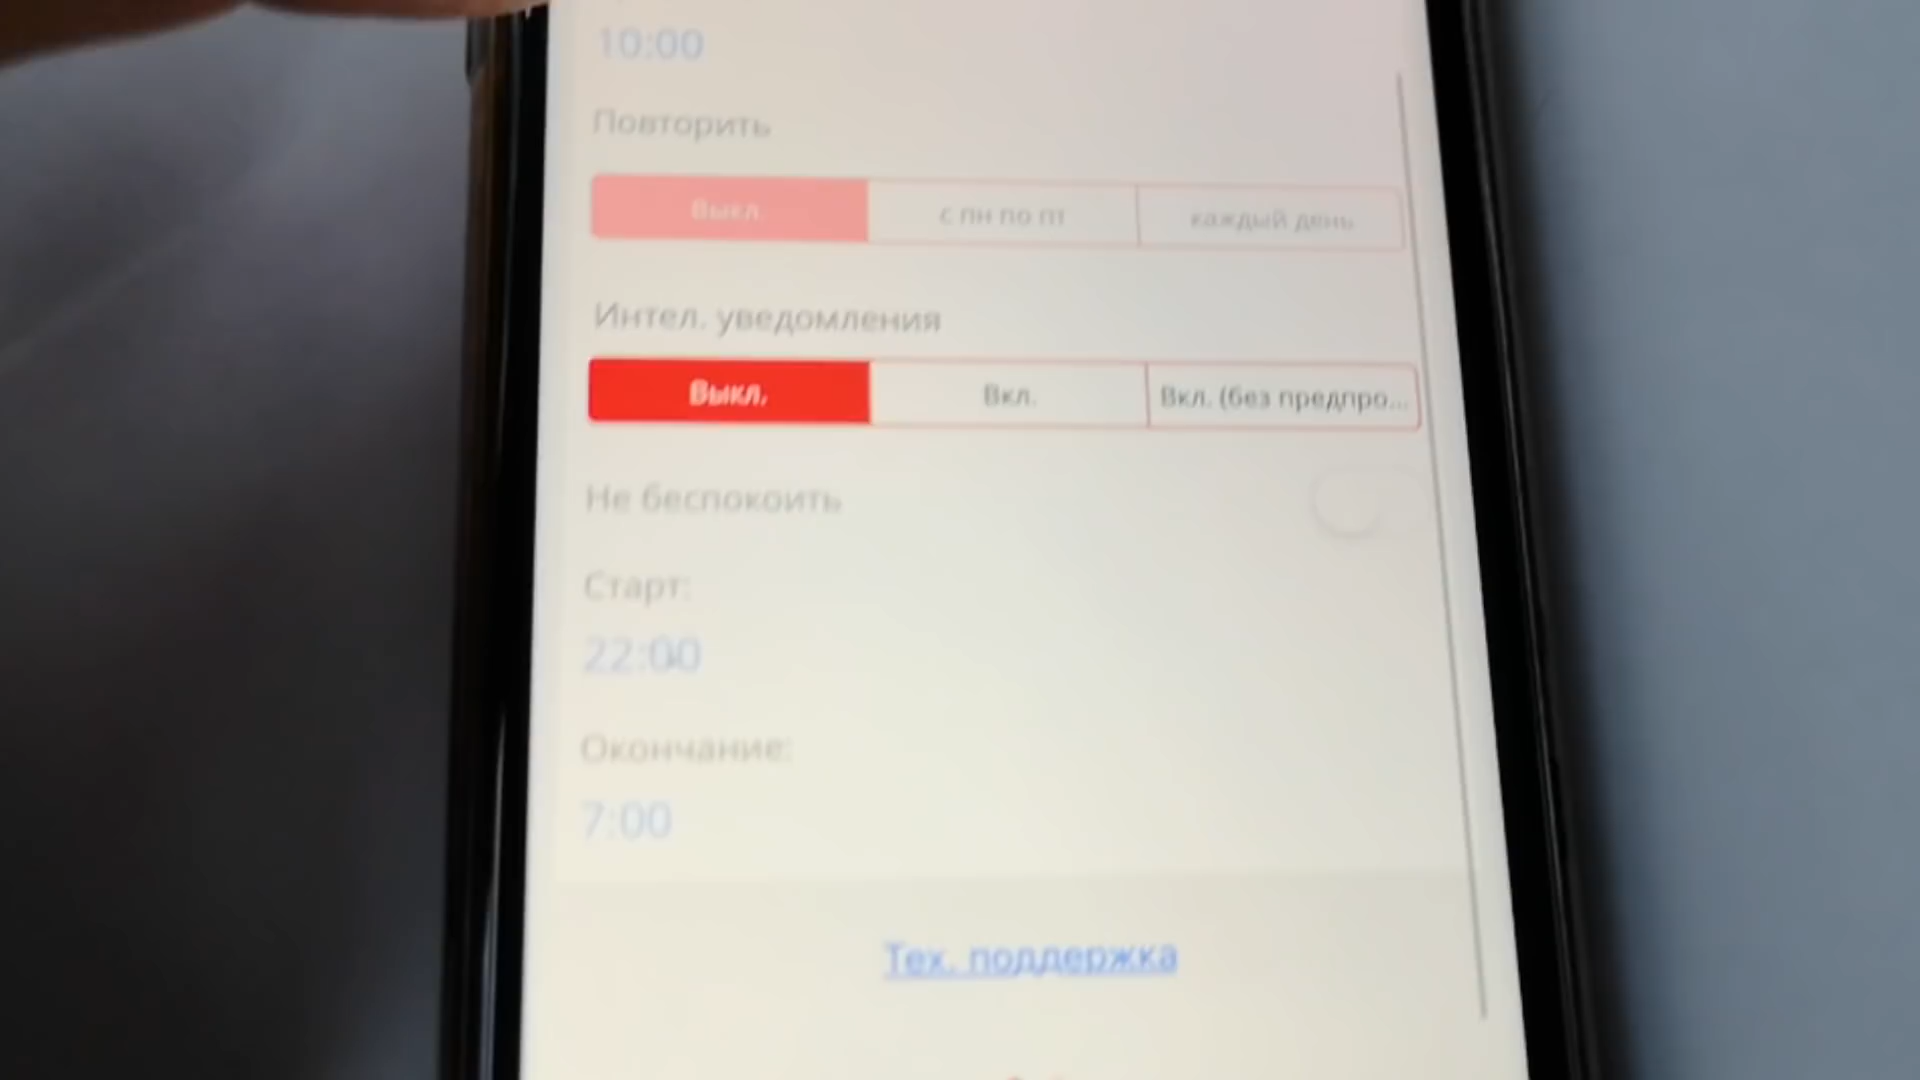 10:00
Повторить
Выкл
с пн по пт
каждый день
Интел. уведомления
Выкл.
Вкл.
Вкл. (без предпро...
Не беспокоить
Старт:
22:00
Окончание:
7:00
Тех. поддержка